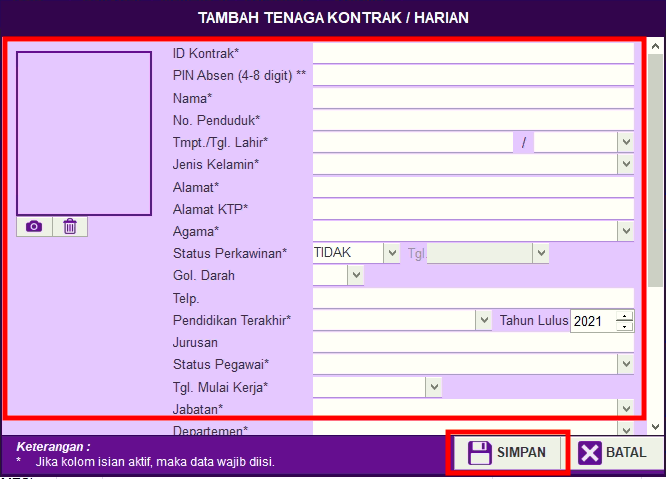 TAMBAH TENAGA KONTRAK / HARIAN
ID Kontrak*
PIN Absen (4-8 digit) **
Nama*
No. Penduduk*
Tmpt./Tgl. Lahir* /
Jenis Kelamin*
Alamat*
Alamat KTP*
Agama*
Status Perkawinan* TIDAK Tgl.
Gol. Darah
Telp.
Pendidikan Terakhir* Tahun Lulus 2021
Jurusan
Status Pegawai*
Tgl. Mulai Kerja*
Jabatan*
Departemen*
Keterangan :
* Jika kolom isian aktif, maka data wajib diisi.
SIMPAN
BATAL